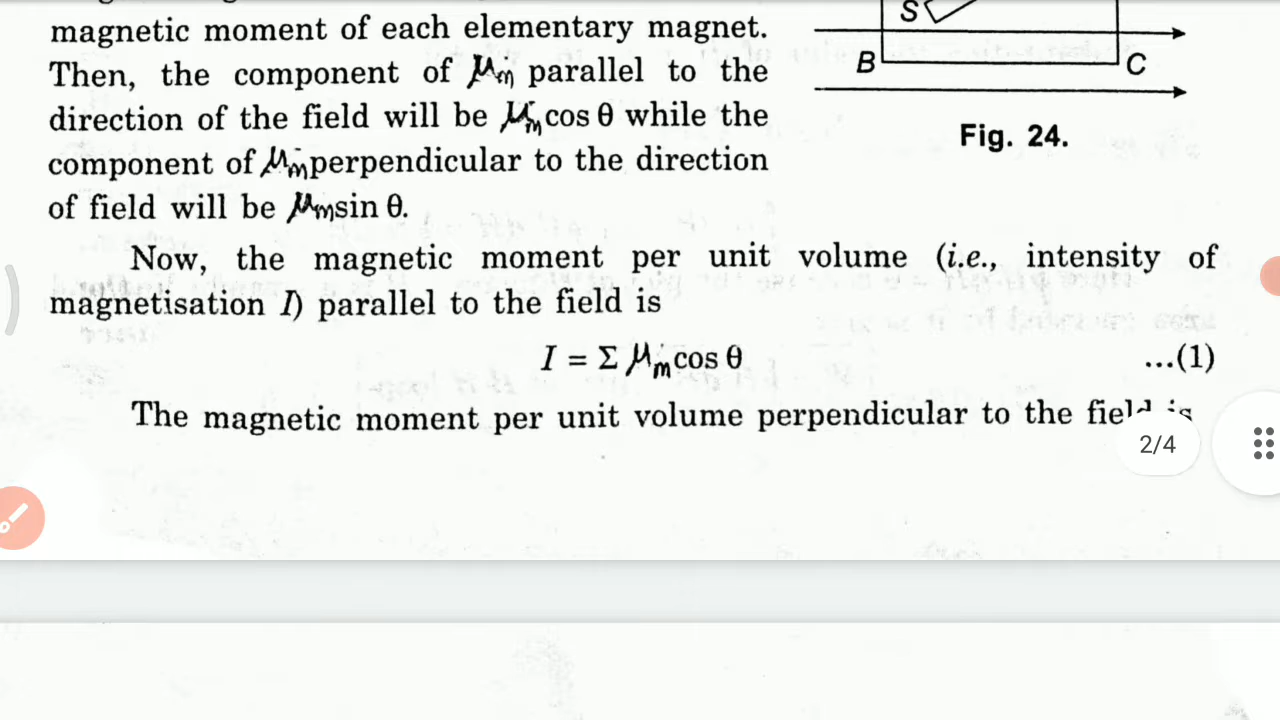 magnetic moment of each elementary magnet.
Then, the component of μm parallel to the
direction of the field will be μm cos θ while the
component of μm perpendicular to the direction
of field will be μm sin θ.
S
B
C
Fig. 24.
Now, the magnetic moment per unit volume (i.e., intensity of
magnetisation I) parallel to the field is
I = Σ μm cos θ ...(1)
The magnetic moment per unit volume perpendicular to the field is
2/4